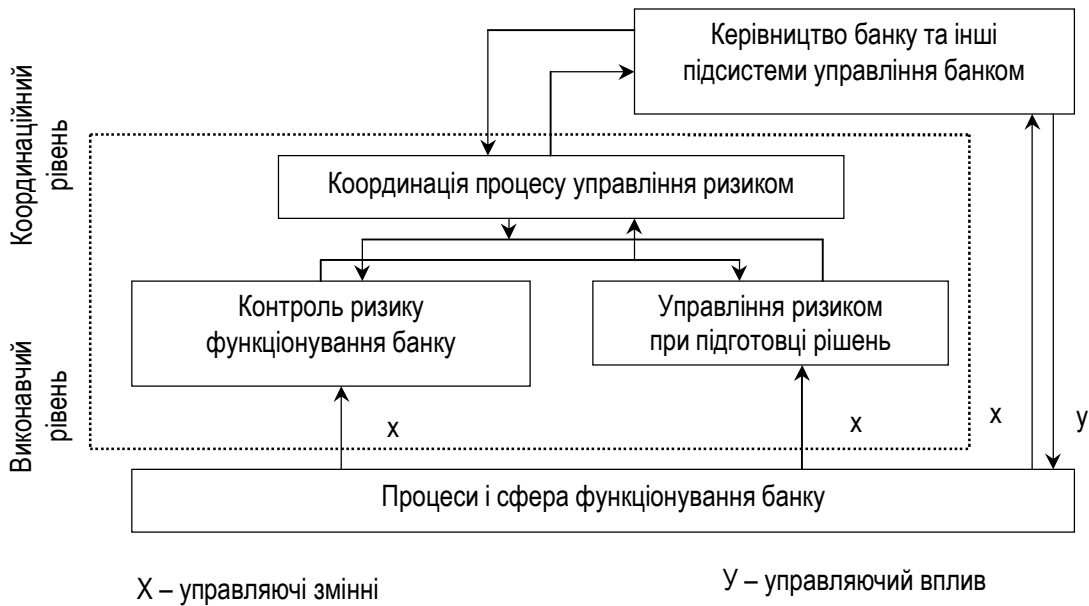 Керівництво банку та інші
підсистеми управління банком
Координаційний
рівень
Координація процесу управління ризиком
Контроль ризику
функціонування банку
Управління ризиком
при підготовці рішень
Виконавчий
рівень
х
х
х
у
Процеси і сфера функціонування банку
Х – управляючі змінні
У – управляючий вплив